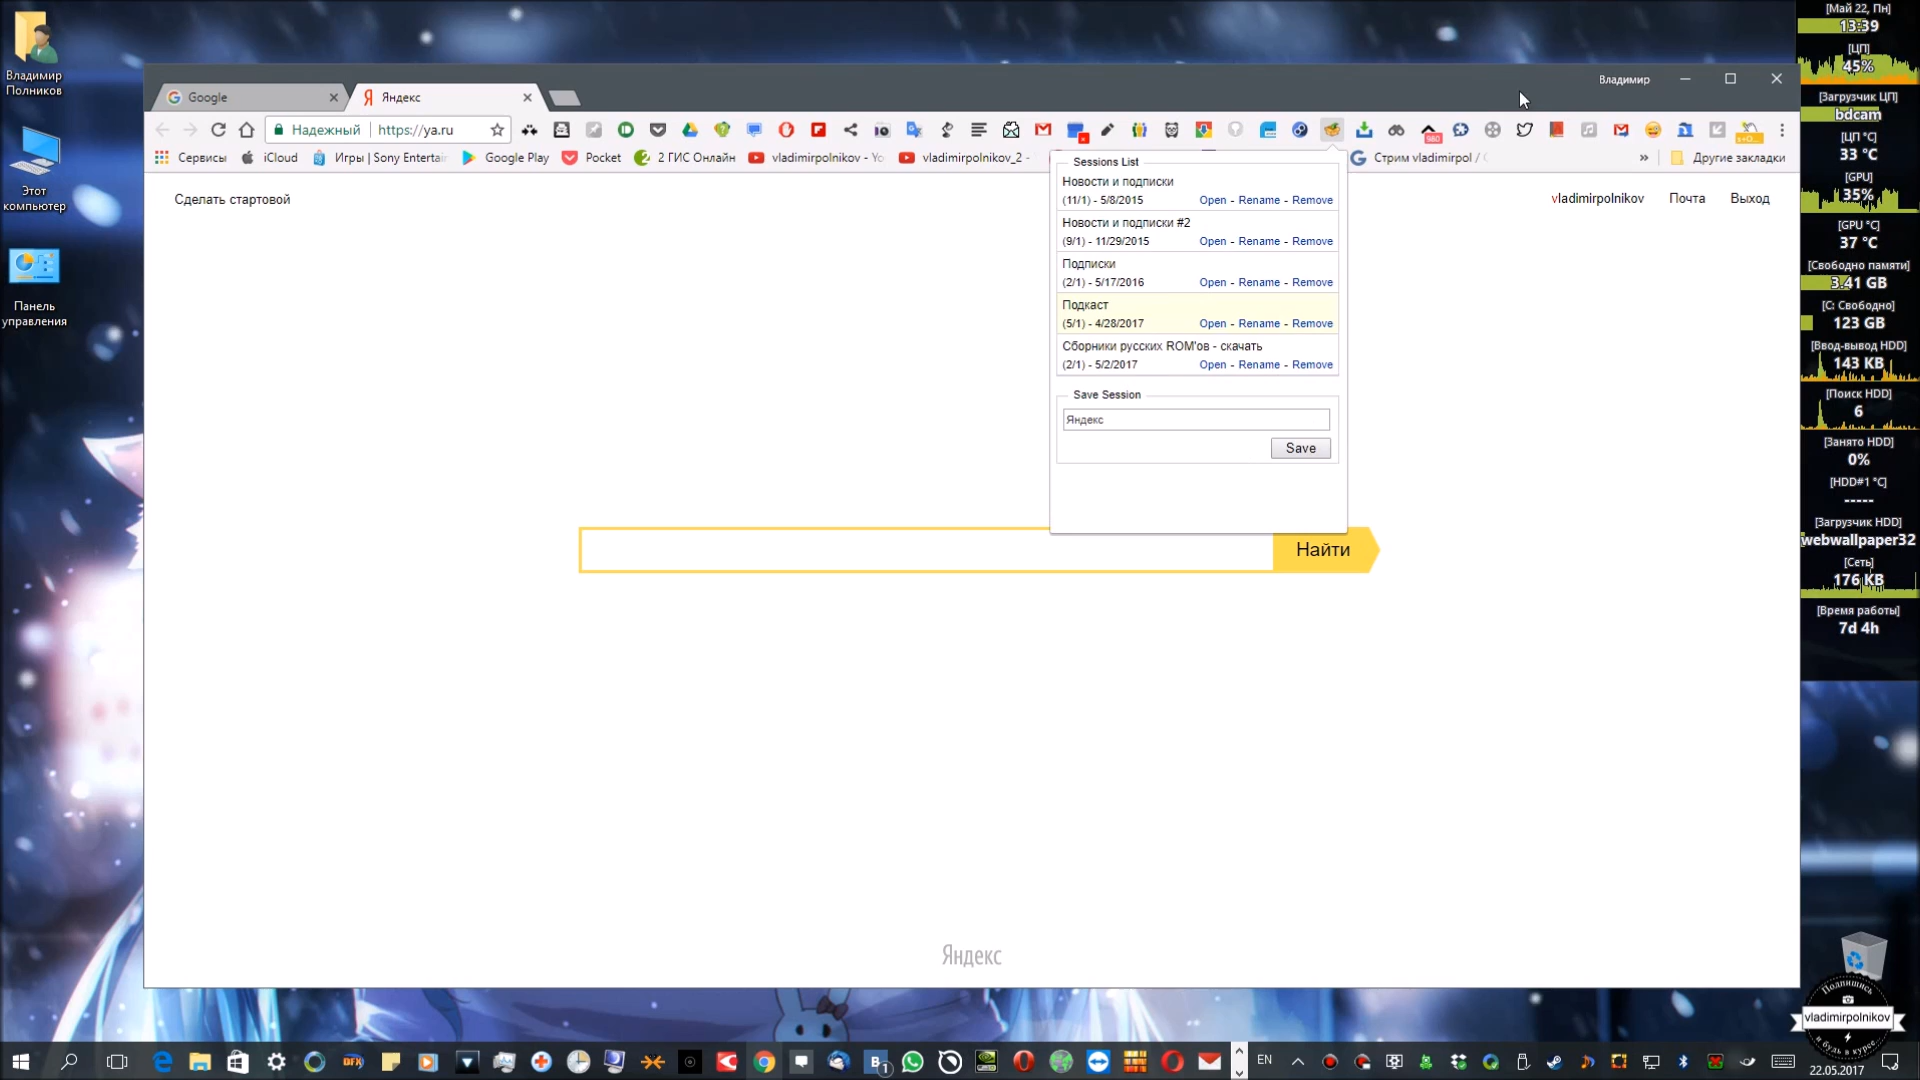 Владимир
Полников
Этот
компьютер
Панель
управления
Google
Яндекс
Владимир
Надежный
https://ya.ru
Сервисы
iCloud
Игры | Sony Entertai
Google Play
Pocket
2 ГИС Онлайн
vladimirpolnikov - Yo
vladimirpolnikov_2 -
Стрим vladimirpol /
»
Другие закладки
Сделать стартовой
vladimirpolnikov
Почта
Выход
Sessions List
Новости и подписки
(11/1) - 5/8/2015
Open - Rename - Remove
Новости и подписки #2
(9/1) - 11/29/2015
Open - Rename - Remove
Подписки
(2/1) - 5/17/2016
Open - Rename - Remove
Подкаст
(5/1) - 4/28/2017
Open - Rename - Remove
Сборники русских ROM'ов - скачать
(2/1) - 5/2/2017
Open - Rename - Remove
Save Session
Яндекс
Save
Найти
Яндекс
[Май 22, Пн]
13:39
[ЦП]
45%
[Загрузчик ЦП]
bdcam
[ЦП °C]
33 °C
[GPU]
35%
[GPU °C]
37 °C
[Свободно памяти]
3.41 GB
[C: Свободно]
123 GB
[Ввод-вывод HDD]
143 KB
[Поиск HDD]
6
[Занято HDD]
0%
[HDD#1 °C]
-----
[Загрузчик HDD]
webwallpaper32
[Сеть]
176 KB
[Время работы]
7d 4h
Подпишись
vladimirpolnikov
и будь в курсе
EN
22.05.2017